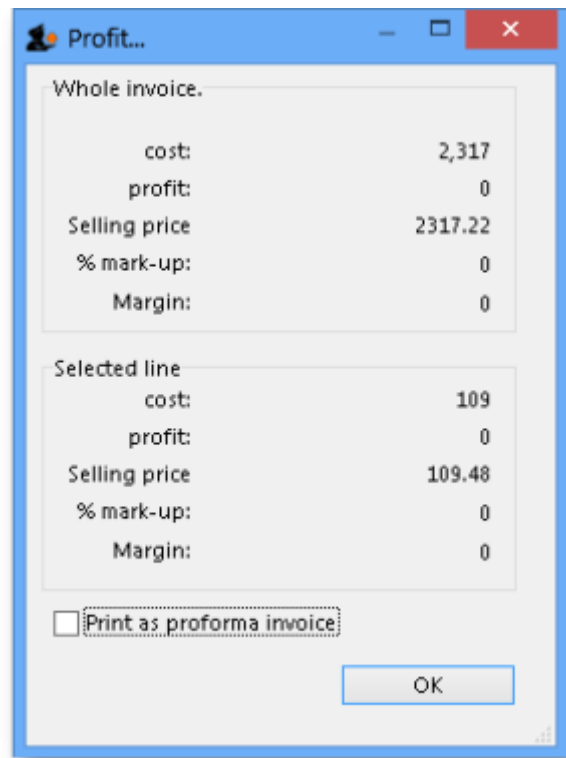 Profit...
Whole invoice.
cost: 2,317
profit: 0
Selling price 2317.22
% mark-up: 0
Margin: 0
Selected line
cost: 109
profit: 0
Selling price 109.48
% mark-up: 0
Margin: 0
Print as proforma invoice
OK